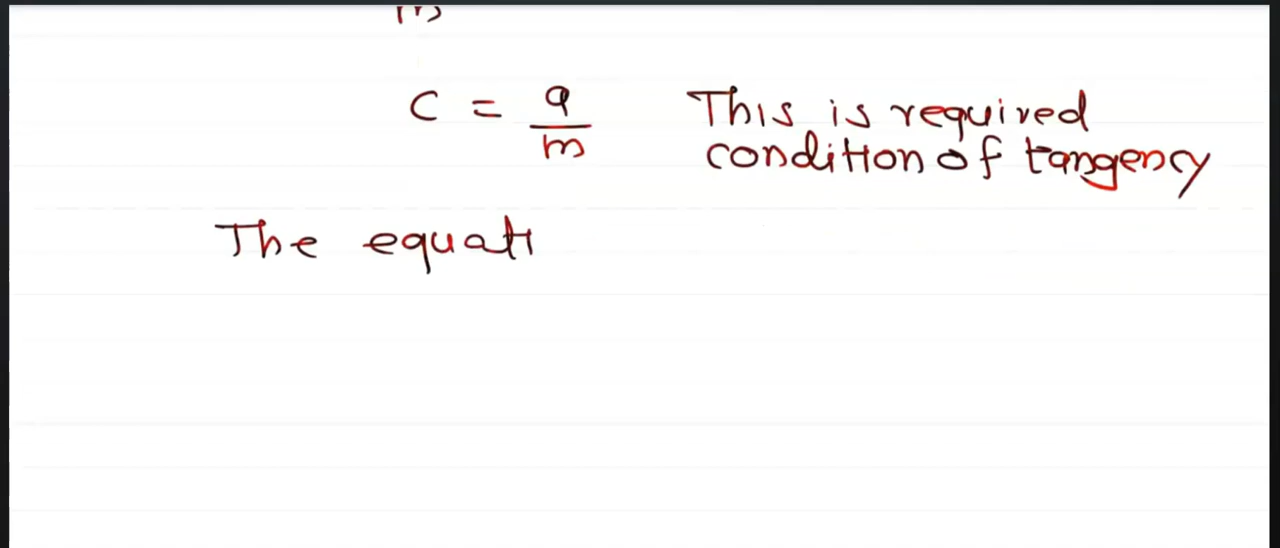 m
C = a/m This is required
condition of tangency
The equati